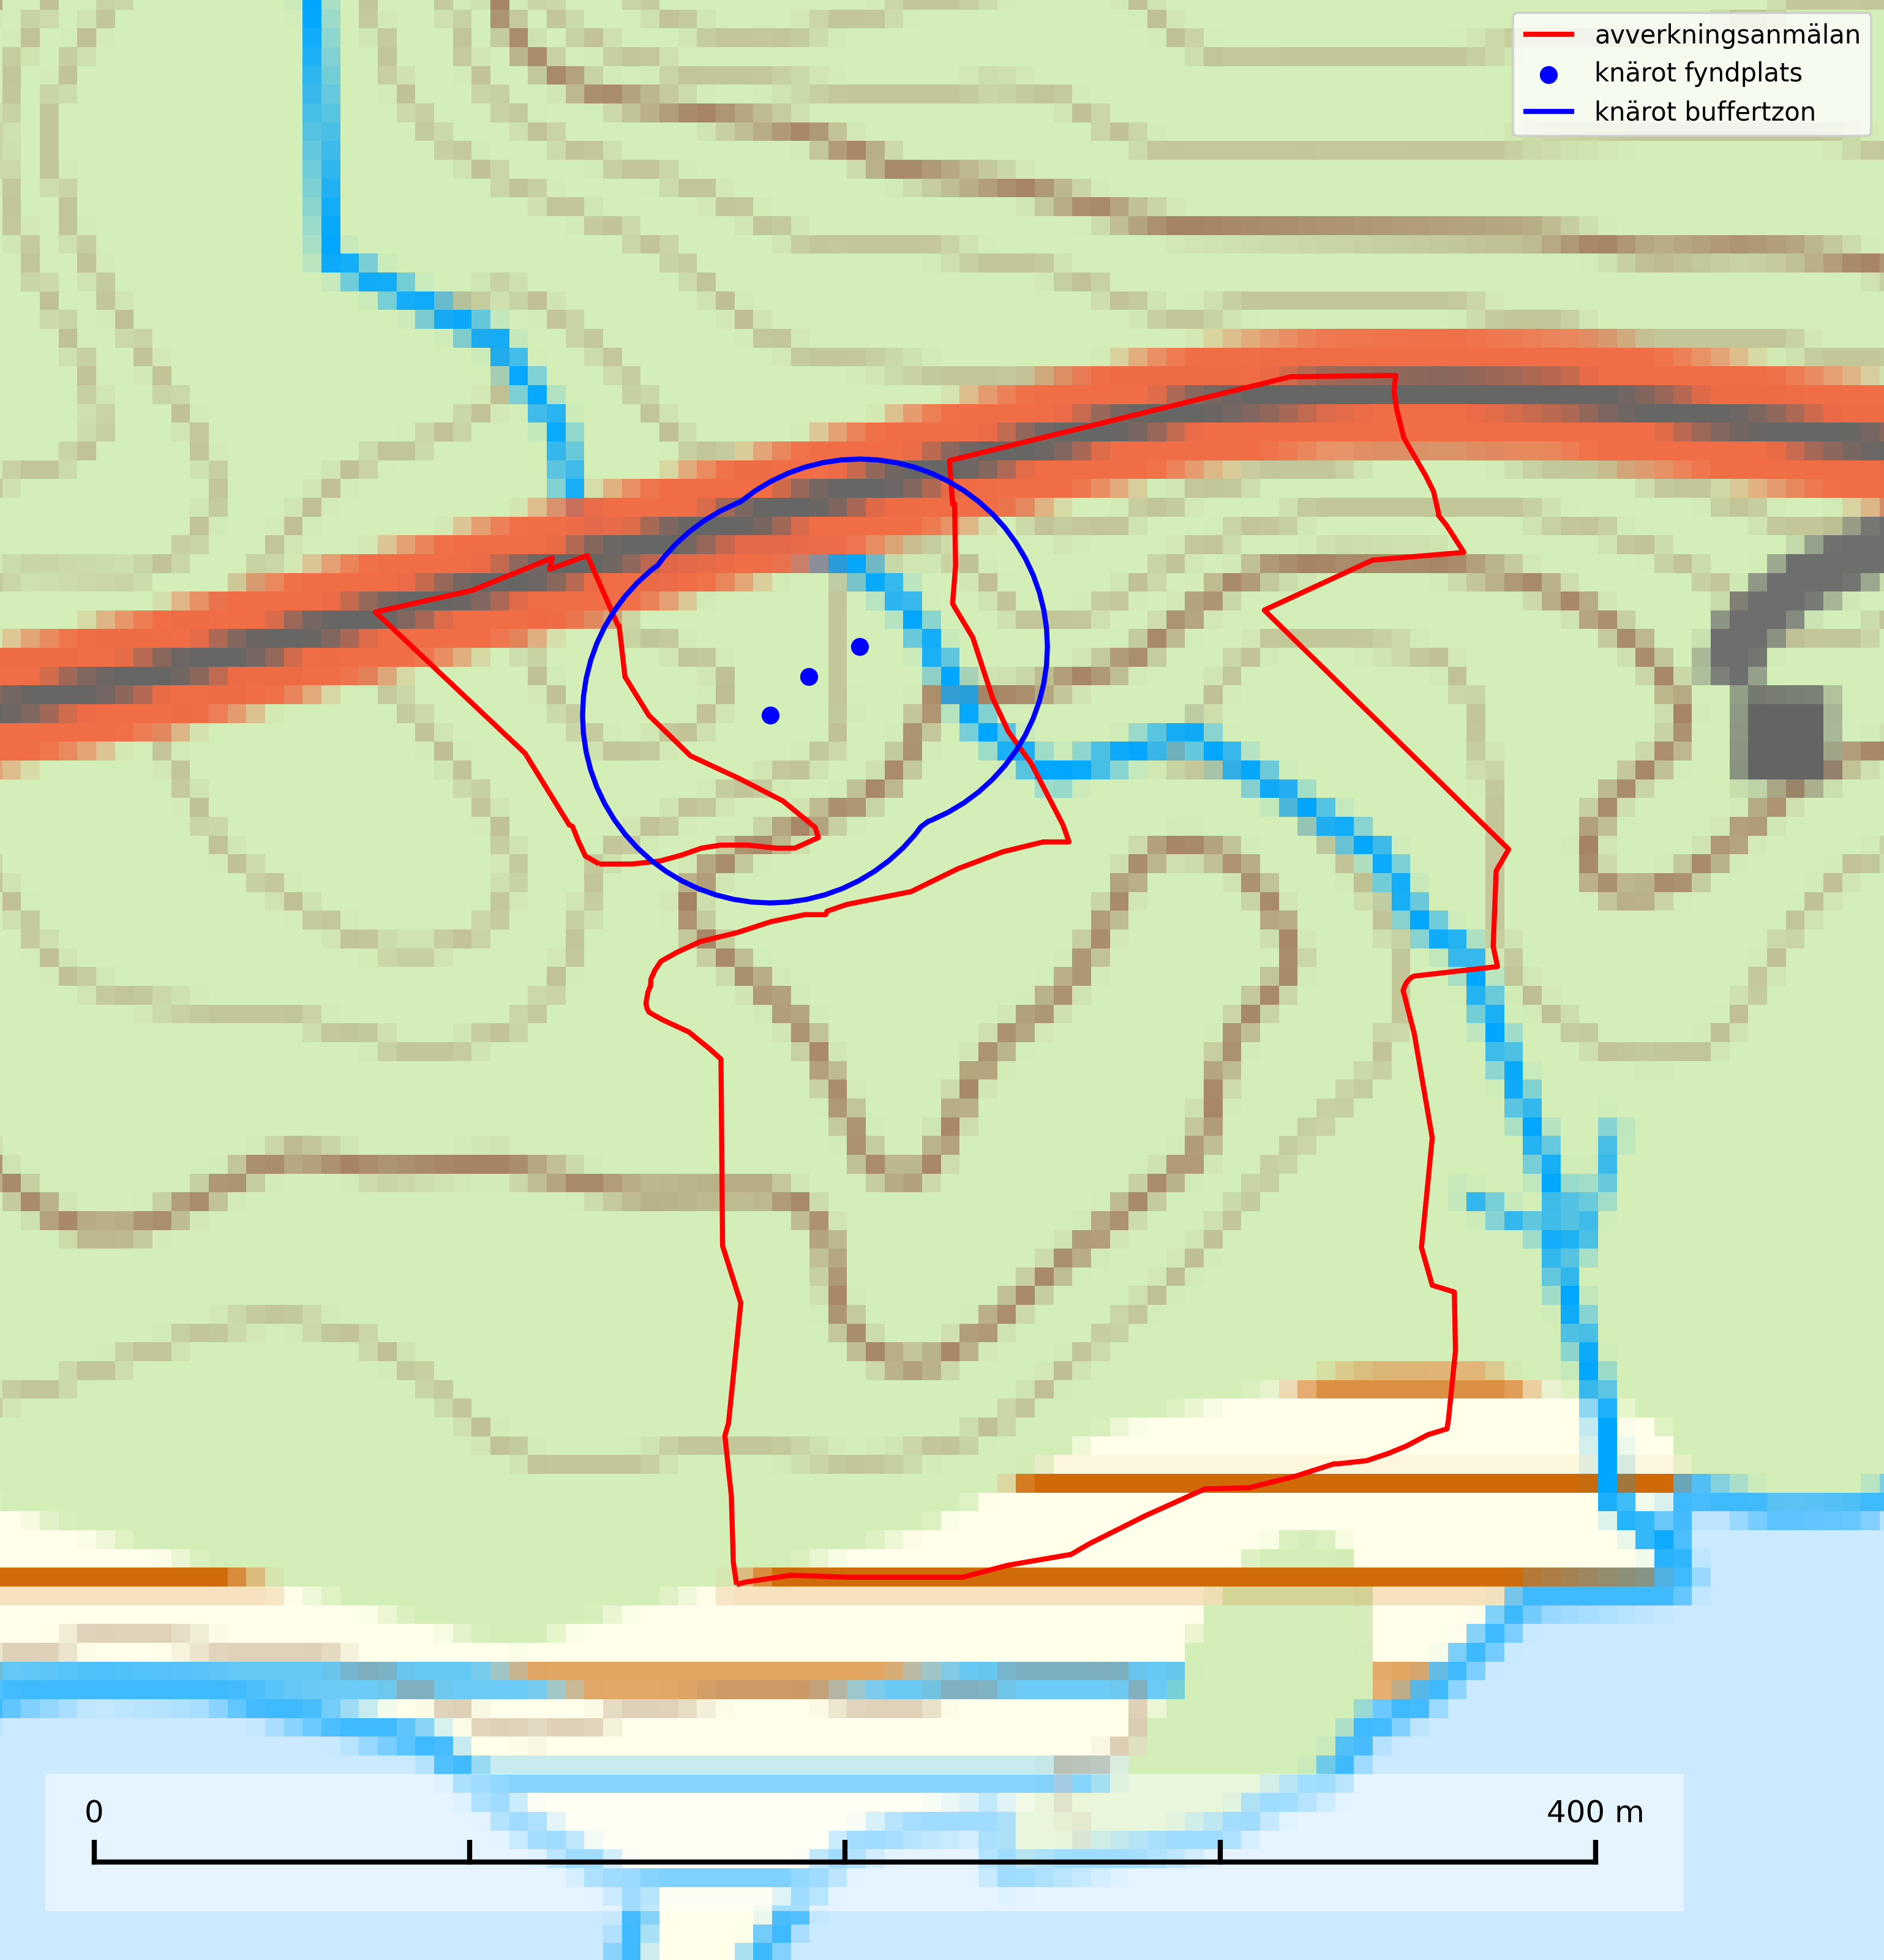 avverkningsanmälan
knärot fyndplats
knärot buffertzon
0
400 m